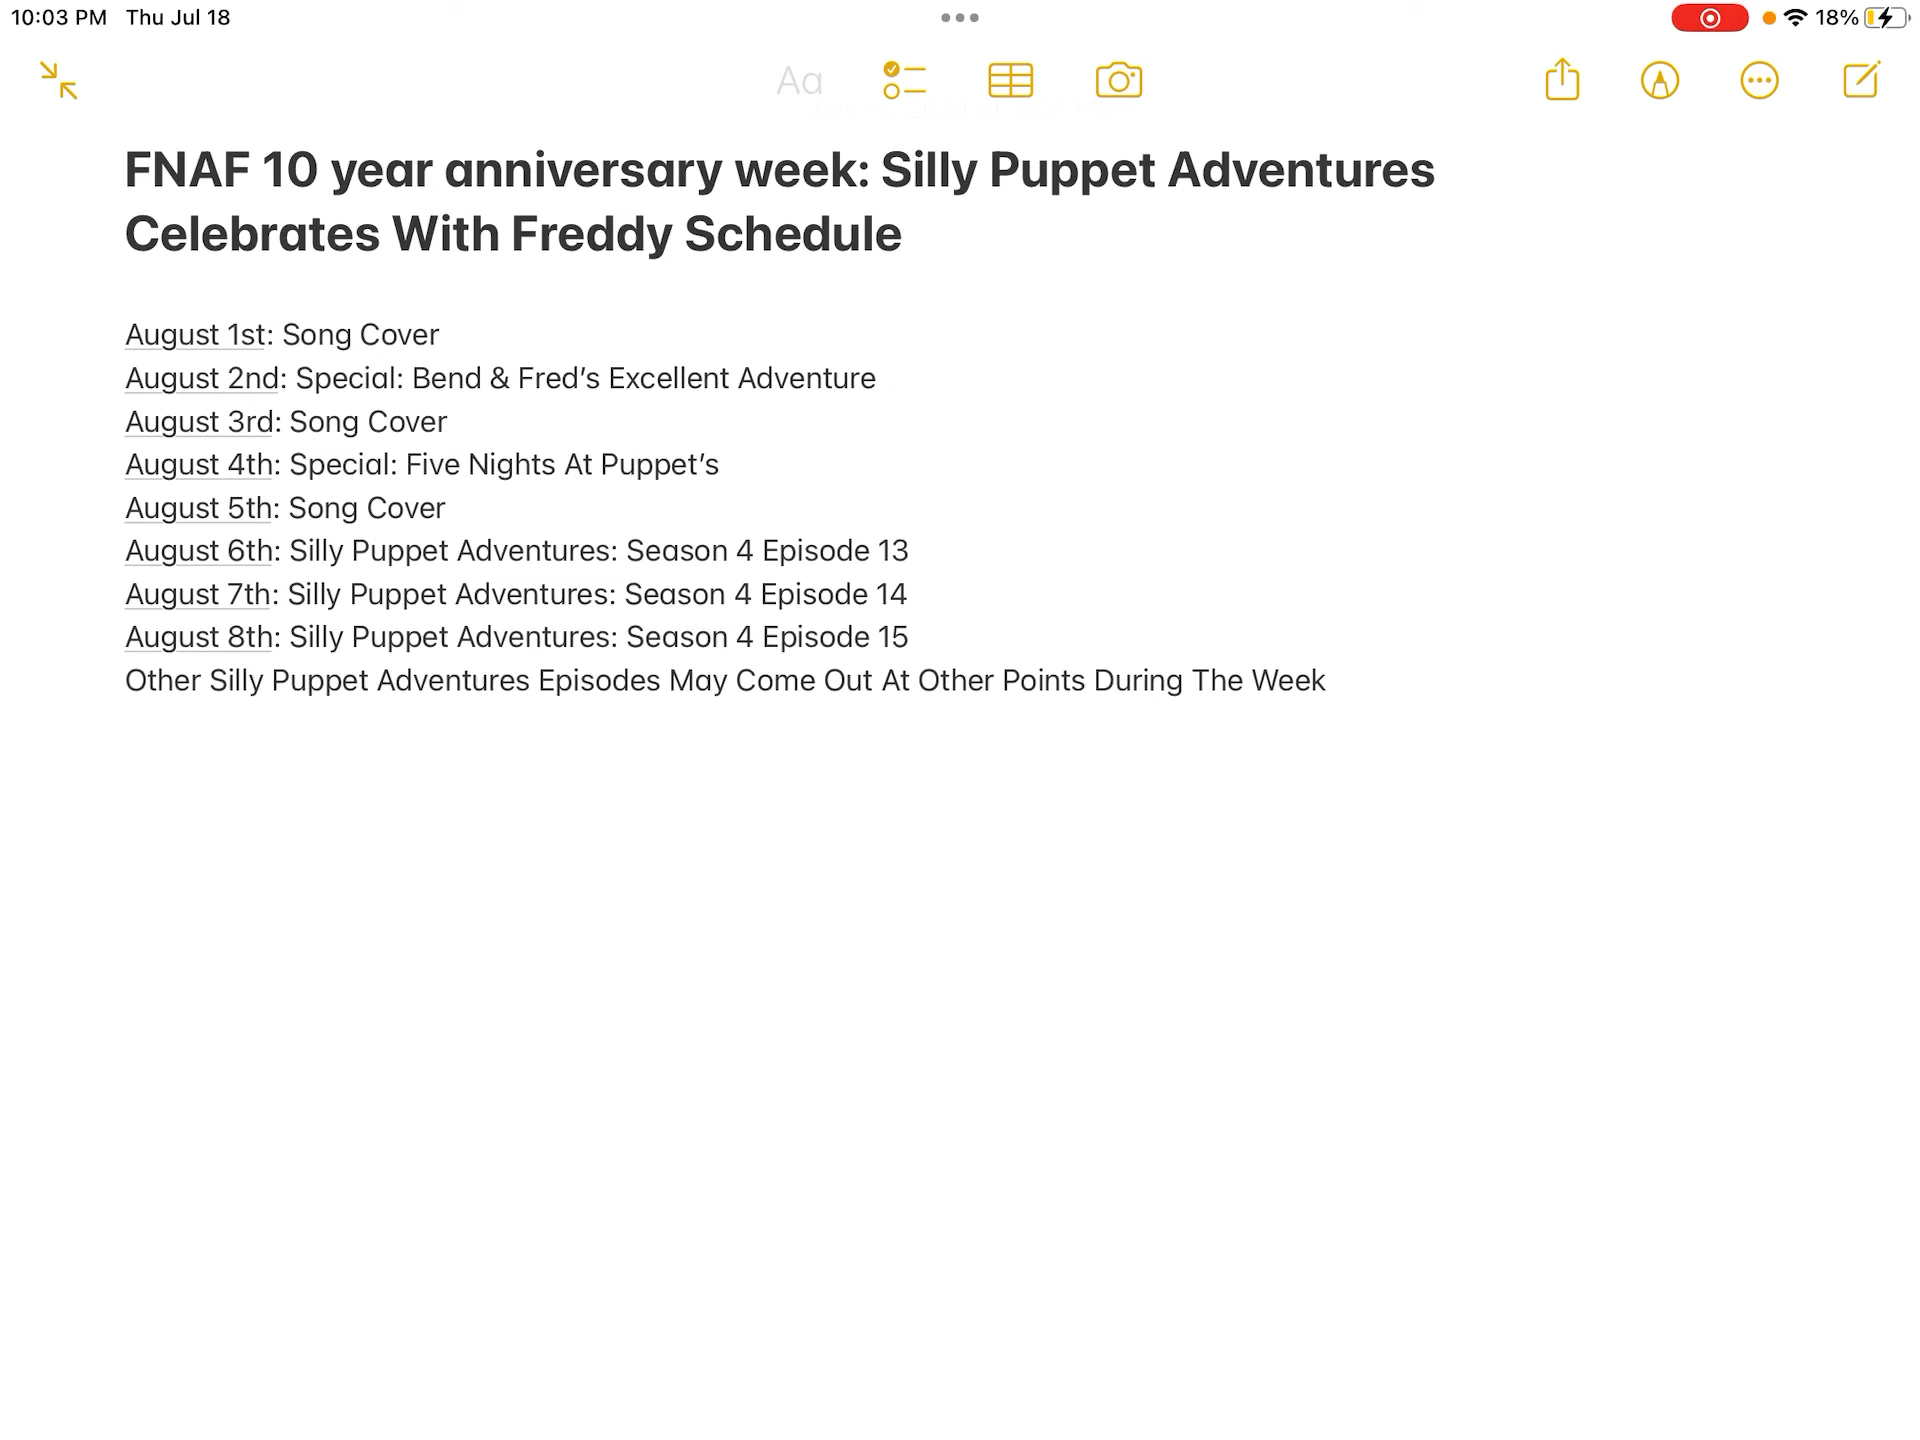 10:03 PM Thu Jul 18
18%
Aa
FNAF 10 year anniversary week: Silly Puppet Adventures
Celebrates With Freddy Schedule
August 1st: Song Cover
August 2nd: Special: Bend & Fred’s Excellent Adventure
August 3rd: Song Cover
August 4th: Special: Five Nights At Puppet’s
August 5th: Song Cover
August 6th: Silly Puppet Adventures: Season 4 Episode 13
August 7th: Silly Puppet Adventures: Season 4 Episode 14
August 8th: Silly Puppet Adventures: Season 4 Episode 15
Other Silly Puppet Adventures Episodes May Come Out At Other Points During The Week